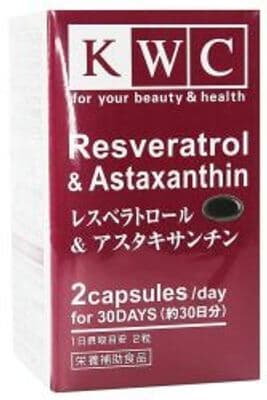 KWC
for your beauty & health
Resveratrol
& Astaxanthin
レスベラトロール
& アスタキサンチン
2capsules/day
for 30DAYS (約30日分)
1日摂取目安 2粒
栄養補助食品